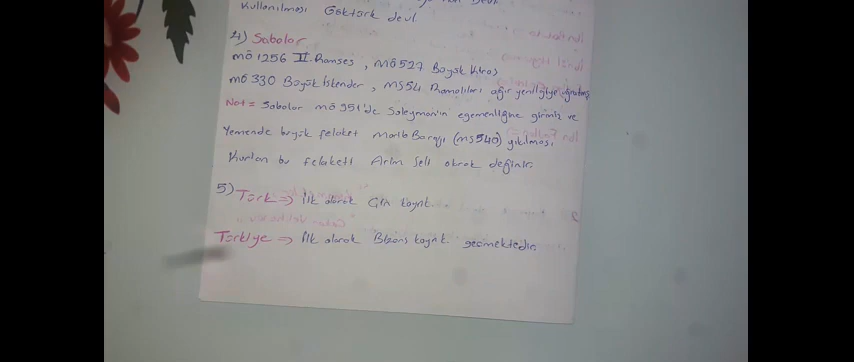 Kullanılması Göktürk devl
4) Sabalar
MÖ 1256 II. Ramses, MÖ 527 Büyük Kiros
MÖ 330 Büyük İskender, MS 54 Romalıları ağır yenilgiye uğratmış
Not= Sabalar MÖ 951'de Süleyman'ın egemenliğine girmiş ve
Yemende büyük felaket Marib Barajı (MS 540) yıkılması
Kur'an bu felaketi Arim Seli olarak değinir.
5) Türk => İlk olarak Çin kaynk.
Türkiye => İlk olarak Bizans kaynk geçmektedir.